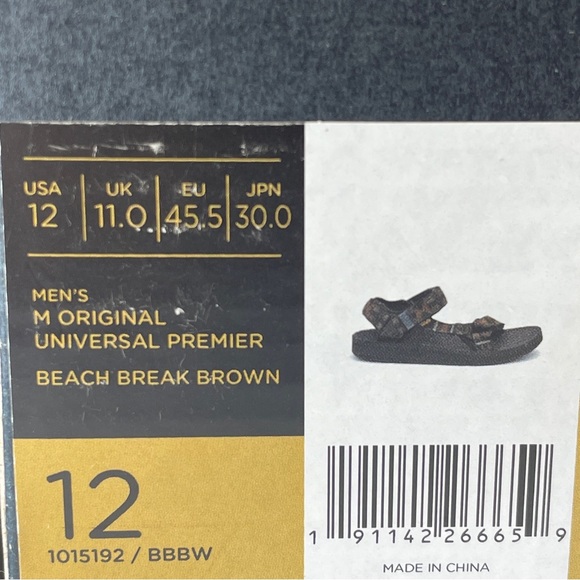 USA | UK | EU | JPN
12 | 11.0 | 45.5 | 30.0
MEN'S
M ORIGINAL
UNIVERSAL PREMIER
BEACH BREAK BROWN
12
1015192 / BBBW
1 91142 26665 9
MADE IN CHINA